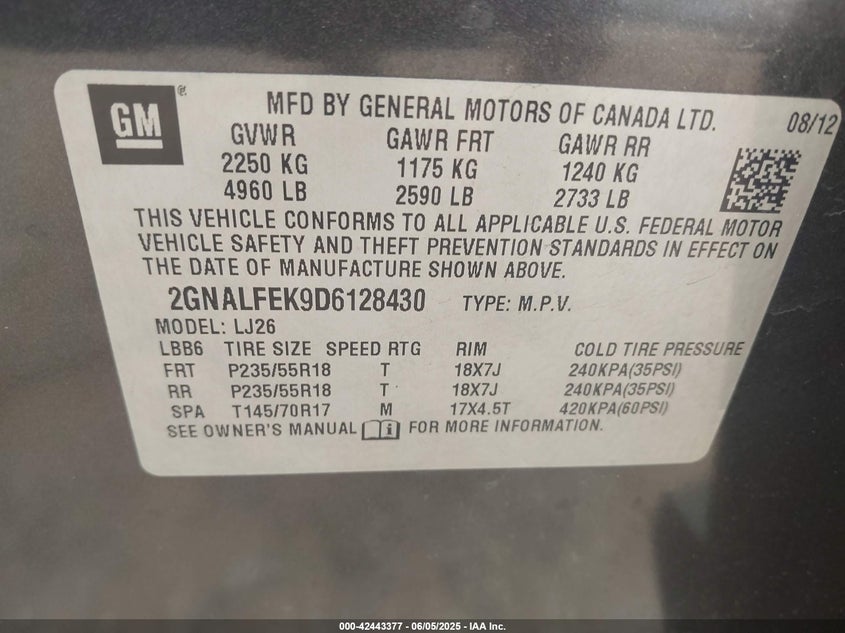 GM ®
MFD BY GENERAL MOTORS OF CANADA LTD. 08/12
GVWR GAWR FRT GAWR RR
2250 KG 1175 KG 1240 KG
4960 LB 2590 LB 2733 LB
THIS VEHICLE CONFORMS TO ALL APPLICABLE U.S. FEDERAL MOTOR
VEHICLE SAFETY AND THEFT PREVENTION STANDARDS IN EFFECT ON
THE DATE OF MANUFACTURE SHOWN ABOVE.
2GNALFEK9D6128430 TYPE: M.P.V.
MODEL: LJ26
LBB6 TIRE SIZE SPEED RTG RIM COLD TIRE PRESSURE
FRT P235/55R18 T 18X7J 240KPA(35PSI)
RR P235/55R18 T 18X7J 240KPA(35PSI)
SPA T145/70R17 M 17X4.5T 420KPA(60PSI)
SEE OWNER'S MANUAL i FOR MORE INFORMATION.
000-42443377 - 06/05/2025 - IAA Inc.